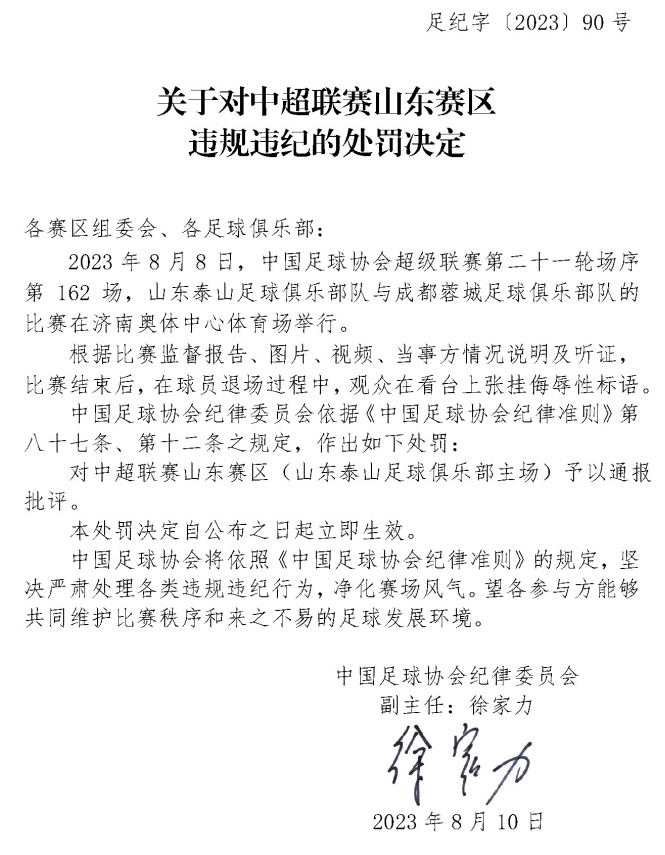 足纪字〔2023〕90 号
关于对中超联赛山东赛区
违规违纪的处罚决定
各赛区组委会、各足球俱乐部：
2023 年 8 月 8 日，中国足球协会超级联赛第二十一轮场序
第 162 场，山东泰山足球俱乐部队与成都蓉城足球俱乐部队的
比赛在济南奥体中心体育场举行。
根据比赛监督报告、图片、视频、当事方情况说明及听证，
比赛结束后，在球员退场过程中，观众在看台上张挂侮辱性标语。
中国足球协会纪律委员会依据《中国足球协会纪律准则》第
八十七条、第十二条之规定，作出如下处罚：
对中超联赛山东赛区（山东泰山足球俱乐部主场）予以通报
批评。
本处罚决定自公布之日起立即生效。
中国足球协会将依照《中国足球协会纪律准则》的规定，坚
决严肃处理各类违规违纪行为，净化赛场风气。望各参与方能够
共同维护比赛秩序和来之不易的足球发展环境。
中国足球协会纪律委员会
副主任：徐家力
徐家力
2023 年 8 月 10 日